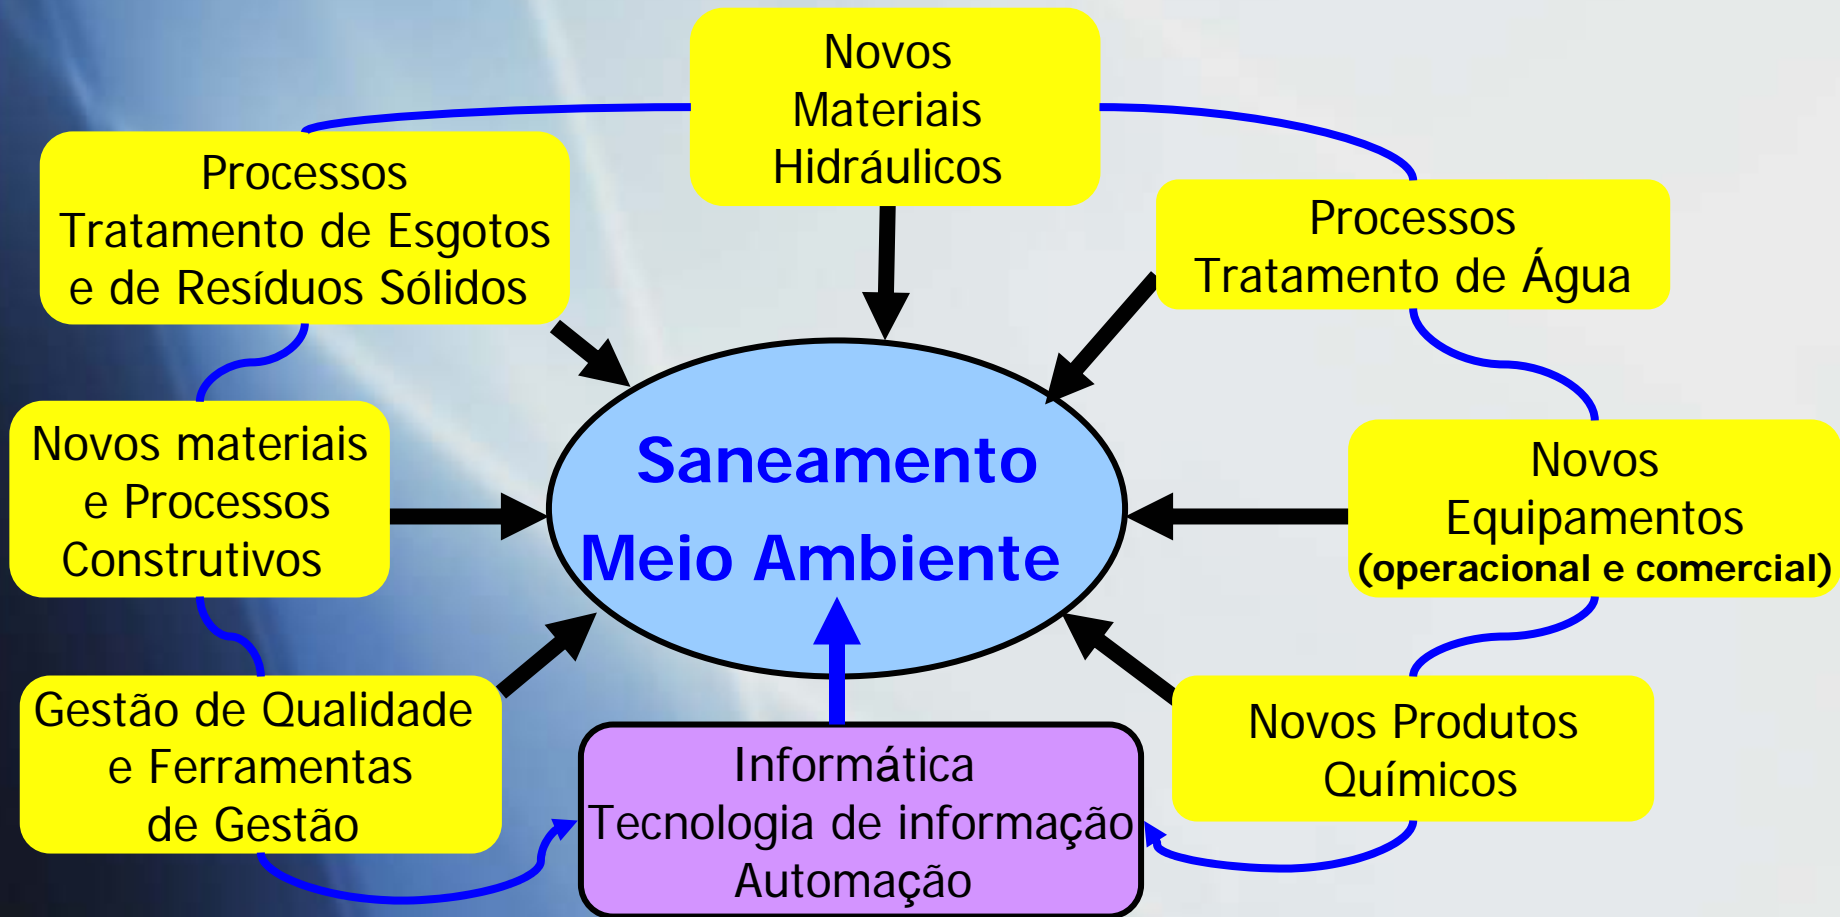 Novos
Materiais
Hidráulicos
Processos
Tratamento de Esgotos
e de Resíduos Sólidos
Processos
Tratamento de Água
Novos materiais
e Processos
Construtivos
Saneamento
Meio Ambiente
Novos
Equipamentos
(operacional e comercial)
Gestão de Qualidade
e Ferramentas
de Gestão
Informática
Tecnologia de informação
Automação
Novos Produtos
Químicos